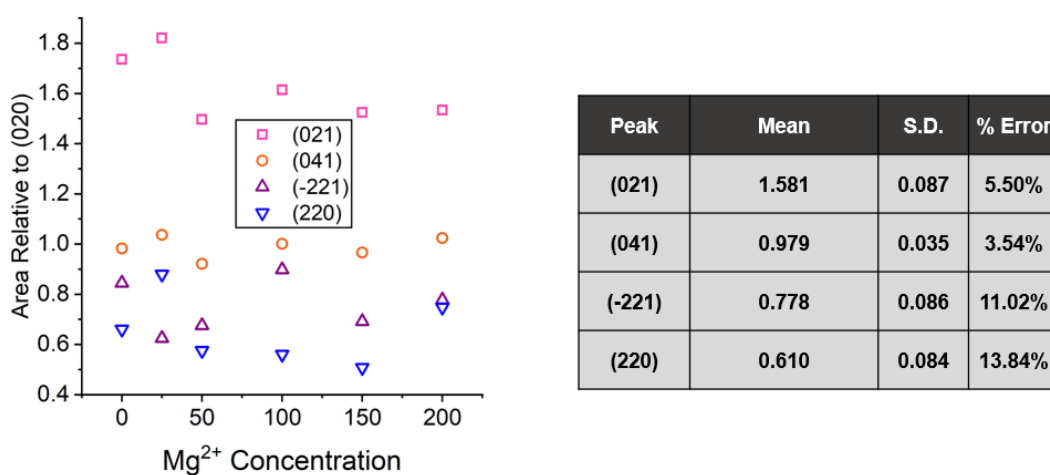 1.8
1.6
1.4
1.2
1.0
0.8
0.6
0.4
Area Relative to (020)
(021)
(041)
(-221)
(220)
0 50 100 150 200
Mg²⁺ Concentration
Peak Mean S.D. % Error
(021) 1.581 0.087 5.50%
(041) 0.979 0.035 3.54%
(-221) 0.778 0.086 11.02%
(220) 0.610 0.084 13.84%